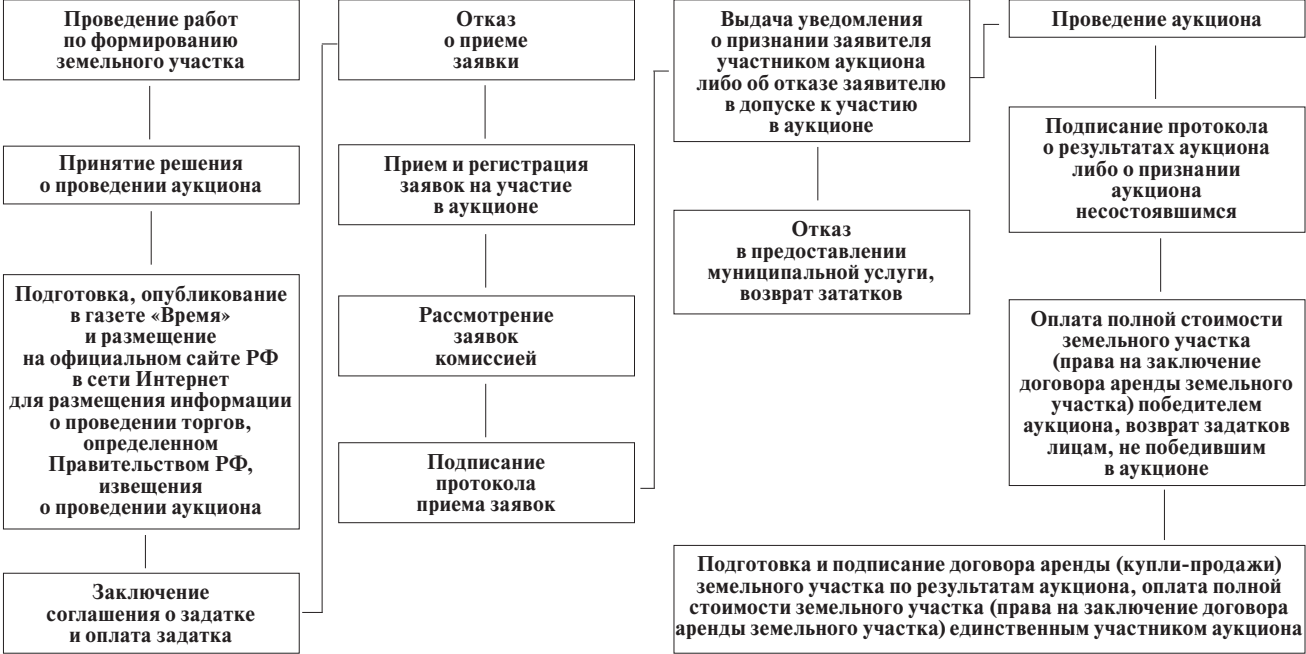 Проведение работ
по формированию
земельного участка
Принятие решения
о проведении аукциона
Подготовка, опубликование
в газете «Время»
и размещение
на официальном сайте РФ
в сети Интернет
для размещения информации
о проведении торгов,
определенном
Правительством РФ,
извещения
о проведении аукциона
Заключение
соглашения о задатке
и оплата задатка
Отказ
о приеме
заявки
Прием и регистрация
заявок на участие
в аукционе
Рассмотрение
заявок
комиссией
Подписание
протокола
приема заявок
Выдача уведомления
о признании заявителя
участником аукциона
либо об отказе заявителю
в допуске к участию
в аукционе
Отказ
в предоставлении
муниципальной услуги,
возврат зататков
Проведение аукциона
Подписание протокола
о результатах аукциона
либо о признании
аукциона
несостоявшимся
Оплата полной стоимости
земельного участка
(права на заключение
договора аренды земельного
участка) победителем
аукциона, возврат задатков
лицам, не победившим
в аукционе
Подготовка и подписание договора аренды (купли-продажи)
земельного участка по результатам аукциона, оплата полной
стоимости земельного участка (права на заключение договора
аренды земельного участка) единственным участником аукциона